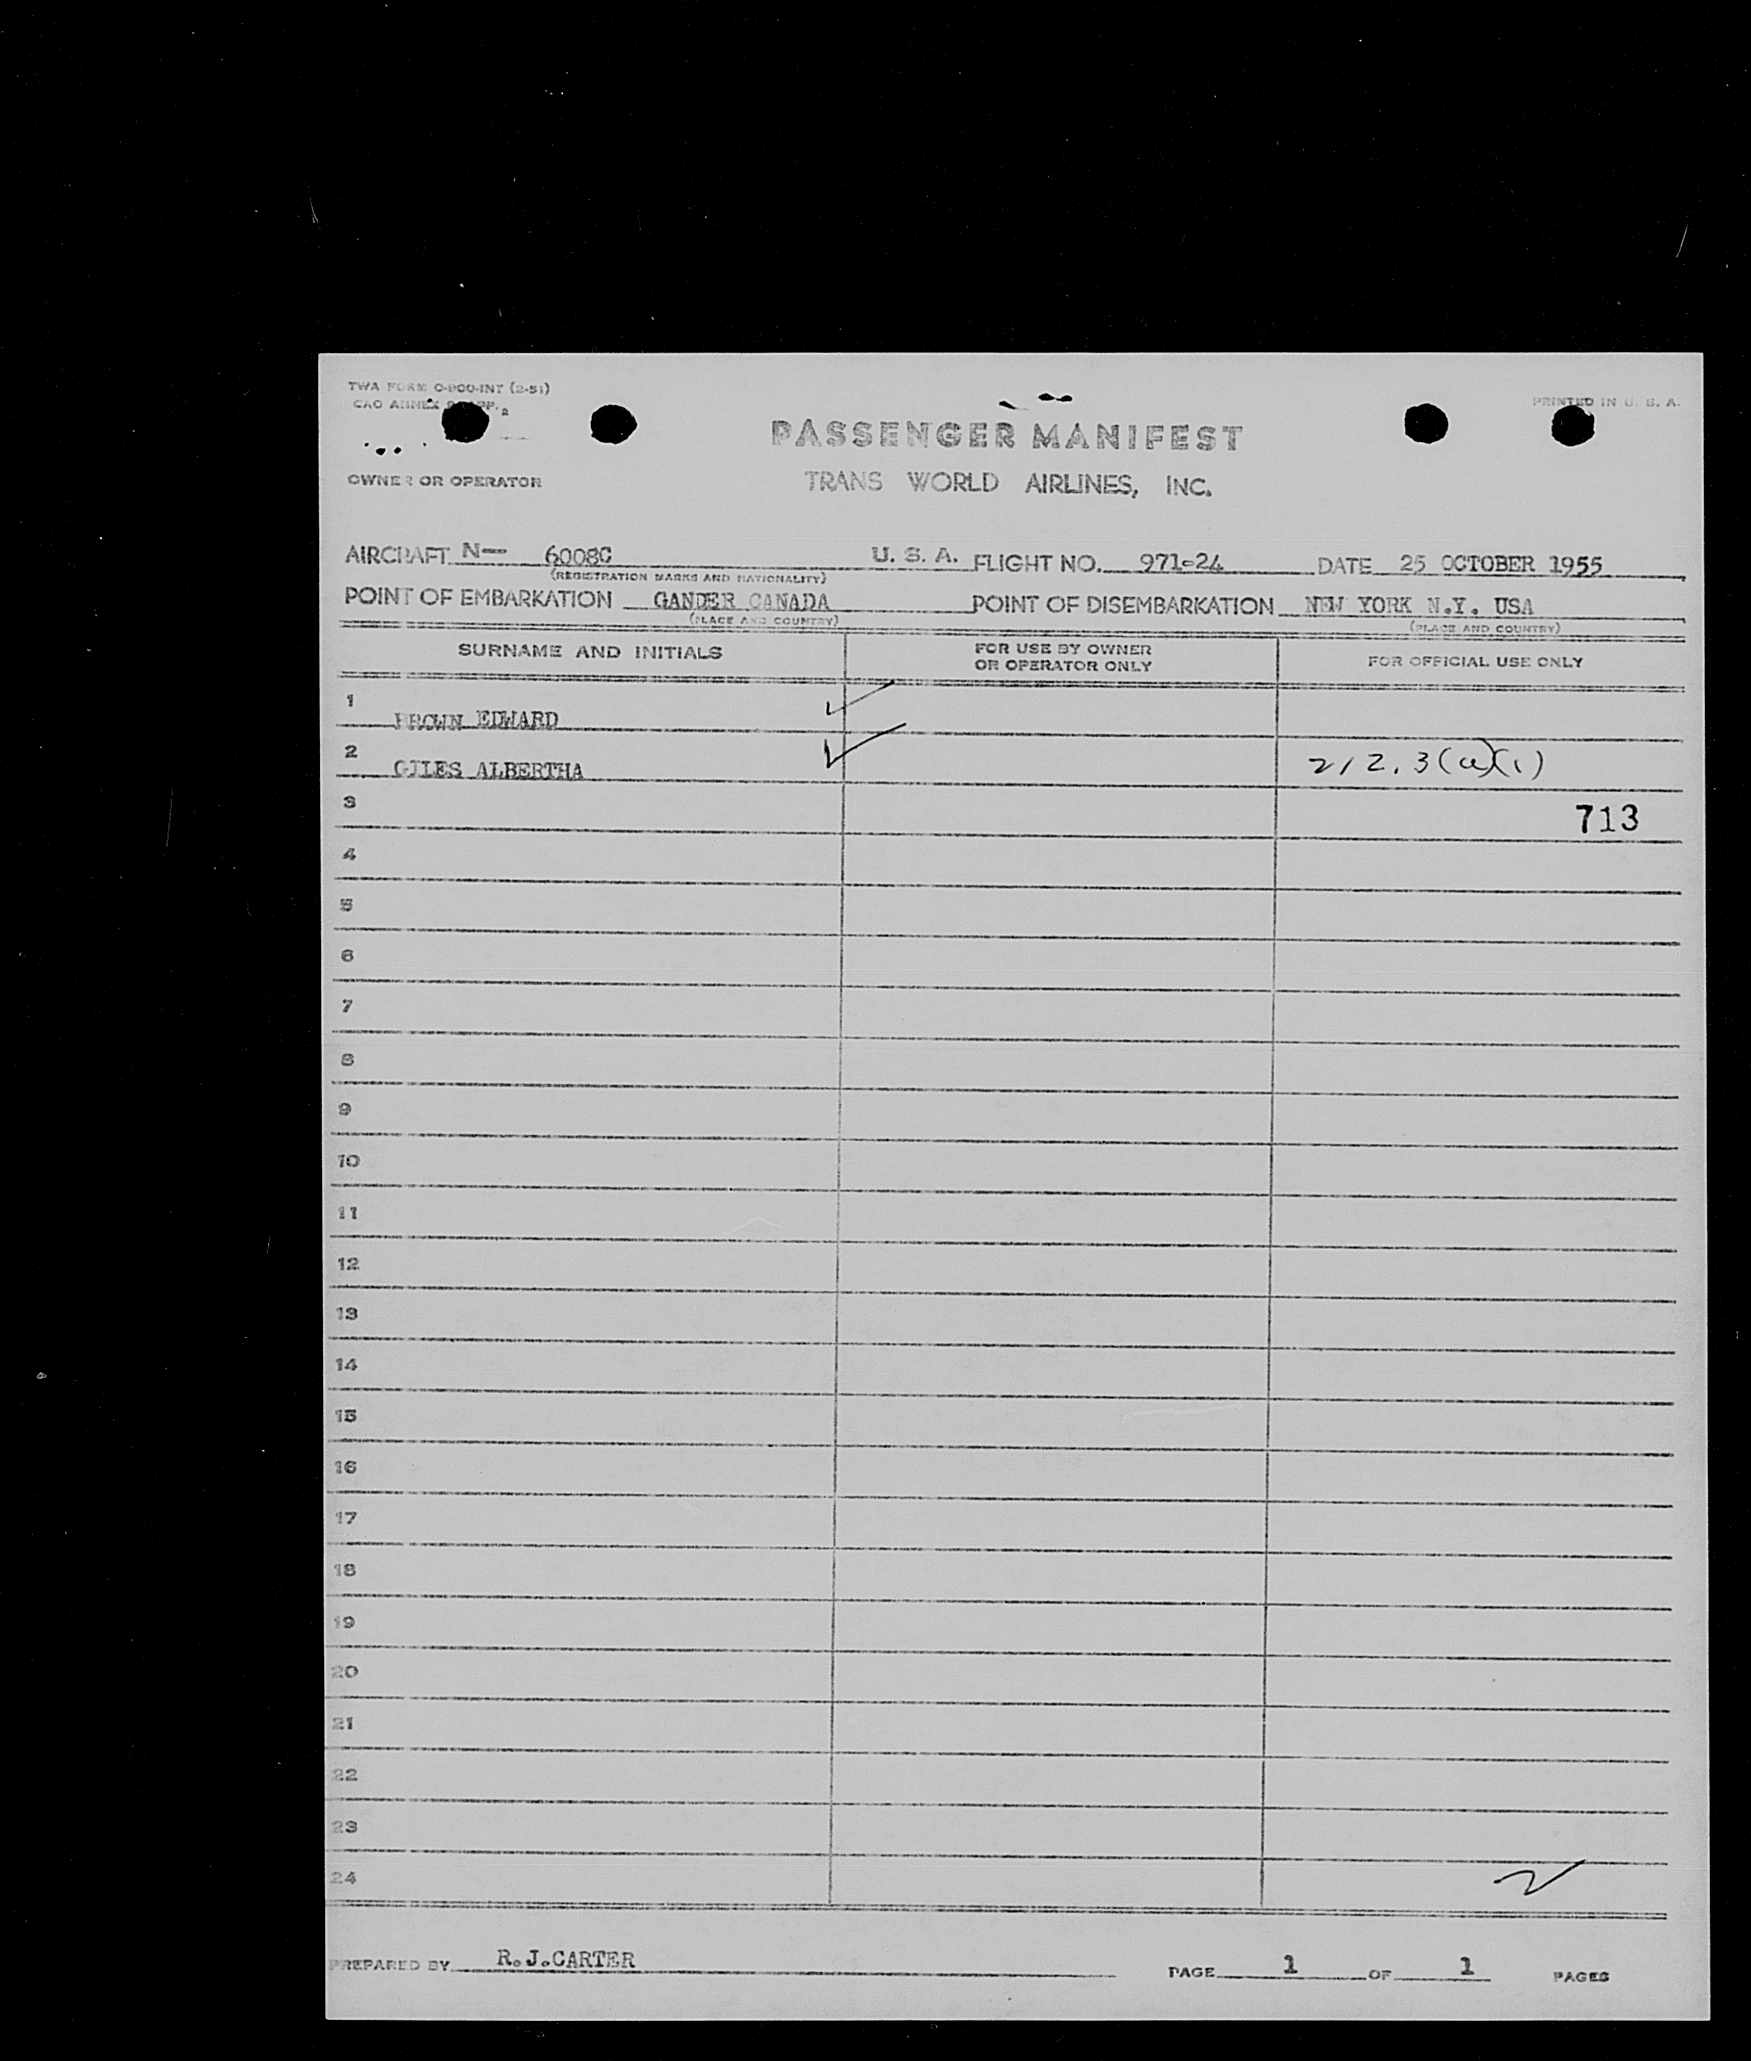 TWA FORM O-900-INT (2-51)
PRINTED IN U. S. A.
PASSENGER MANIFEST
OWNER OR OPERATOR
TRANS WORLD AIRLINES, INC.
AIRCRAFT N— 6008C U. S. A. FLIGHT NO. 971-24 DATE 25 OCTOBER 1955
(REGISTRATION MARKS AND NATIONALITY)
POINT OF EMBARKATION GANDER CANADA POINT OF DISEMBARKATION NEW YORK N.Y. USA
(PLACE AND COUNTRY) (PLACE AND COUNTRY)
SURNAME AND INITIALS
FOR USE BY OWNER
OR OPERATOR ONLY
FOR OFFICIAL USE ONLY
1 BROWN EDWARD
2 GILES ALBERTHA 212.3(a)(1)
3 713
4
5
6
7
8
9
10
11
12
13
14
15
16
17
18
19
20
21
22
23
24 2
PREPARED BY R.J.CARTER PAGE 1 OF 1 PAGES